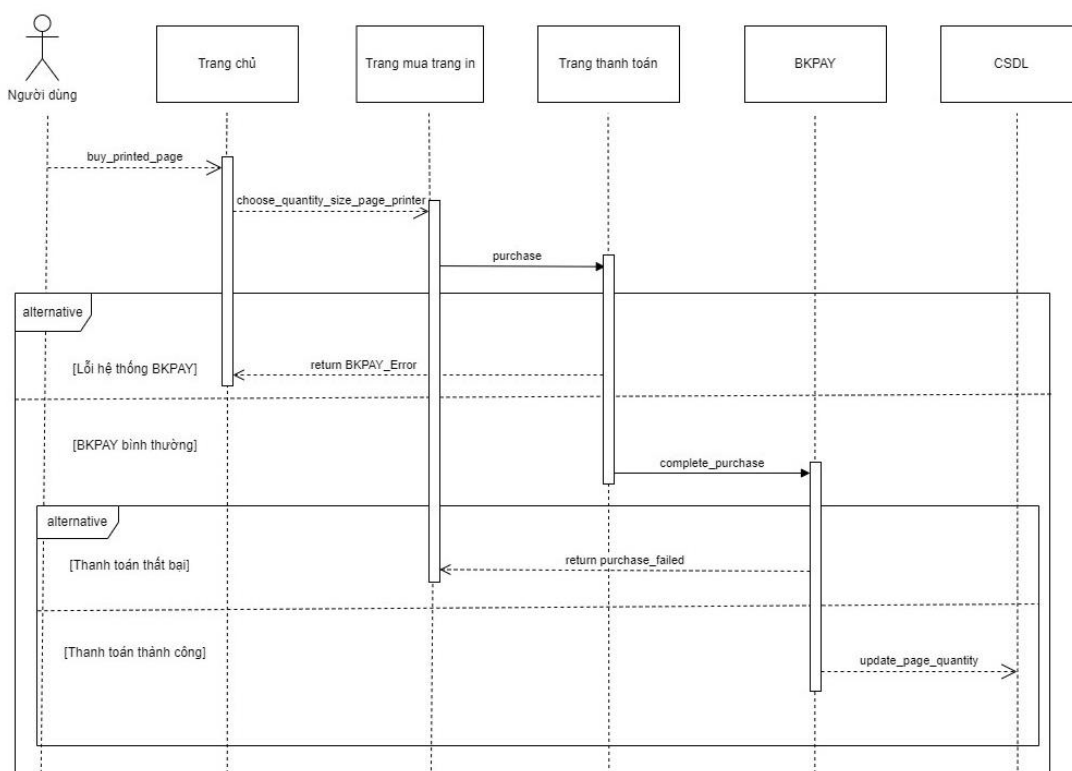 Người dùng
Trang chủ
Trang mua trang in
Trang thanh toán
BKPAY
CSDL
buy_printed_page
choose_quantity_size_page_printer
purchase
alternative
[Lỗi hệ thống BKPAY]
return BKPAY_Error
[BKPAY bình thường]
complete_purchase
alternative
[Thanh toán thất bại]
return purchase_failed
[Thanh toán thành công]
update_page_quantity